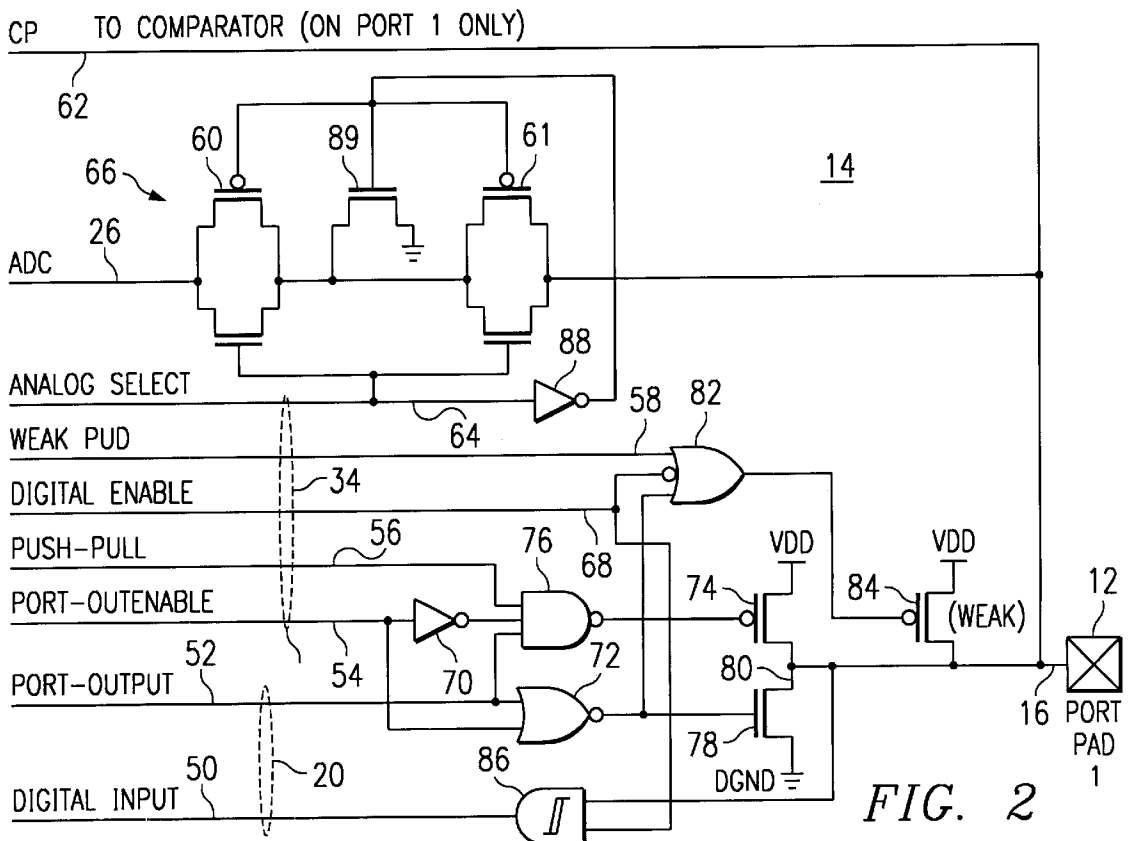 CP TO COMPARATOR (ON PORT 1 ONLY)
62
60
89
61
14
66
26
ADC
88
ANALOG SELECT
64
58
82
WEAK PUD
34
DIGITAL ENABLE
68
PUSH-PULL
56
76
VDD
VDD
74
84
(WEAK)
12
PORT-OUTENABLE
54
70
52
72
80
PORT-OUTPUT
78
16
PORT
PAD
1
20
86
DGND
50
DIGITAL INPUT
FIG. 2